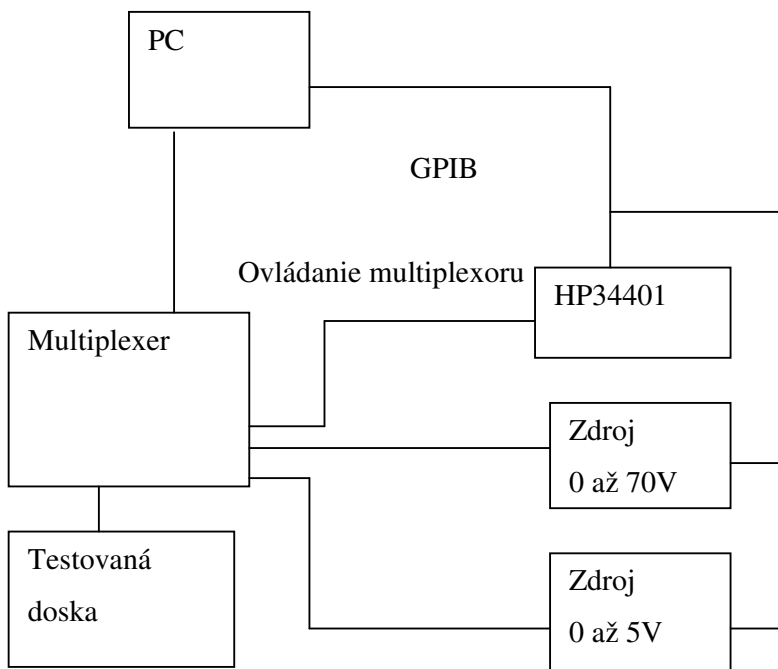 PC
GPIB
Ovládanie multiplexoru
HP34401
Multiplexer
Zdroj
0 až 70V
Testovaná
doska
Zdroj
0 až 5V